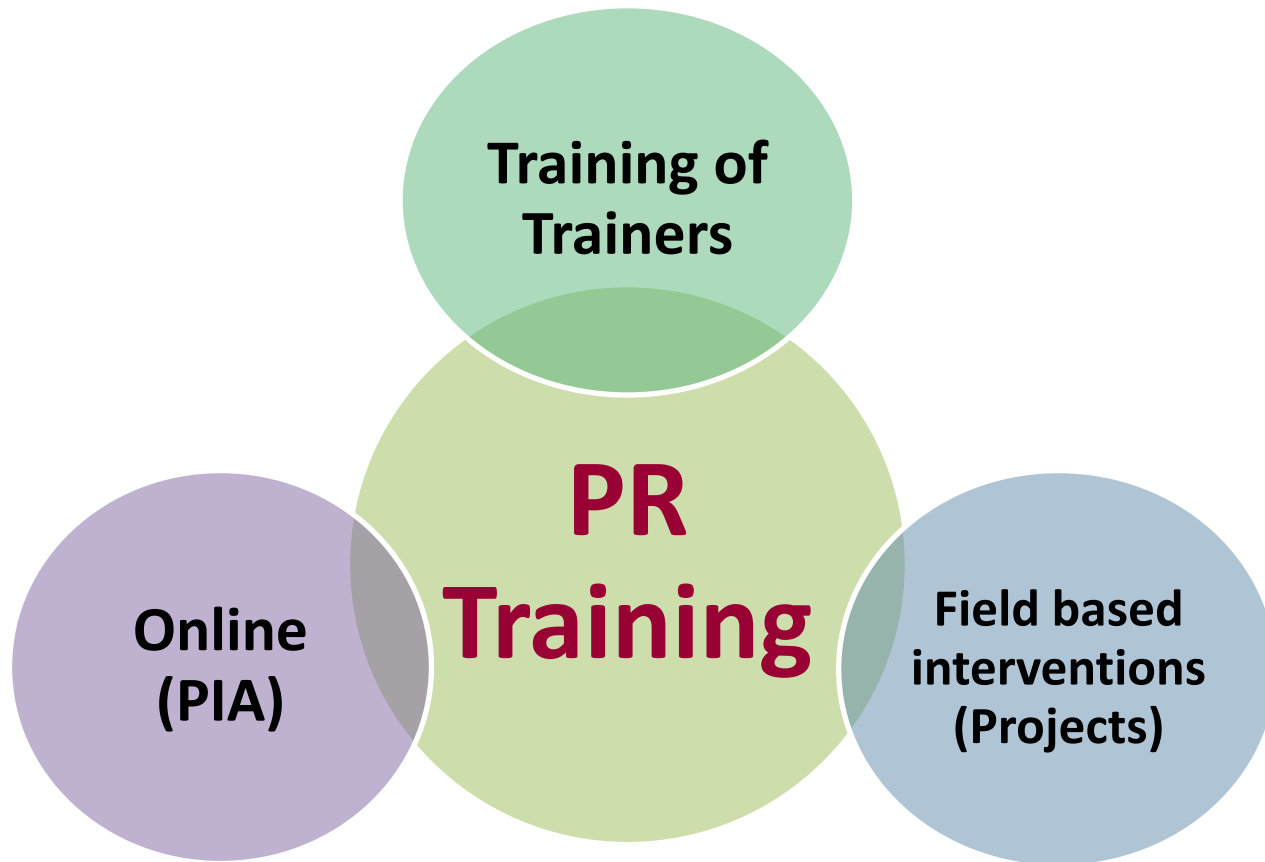 Training of
Trainers
PR
Training
Online
(PIA)
Field based
interventions
(Projects)